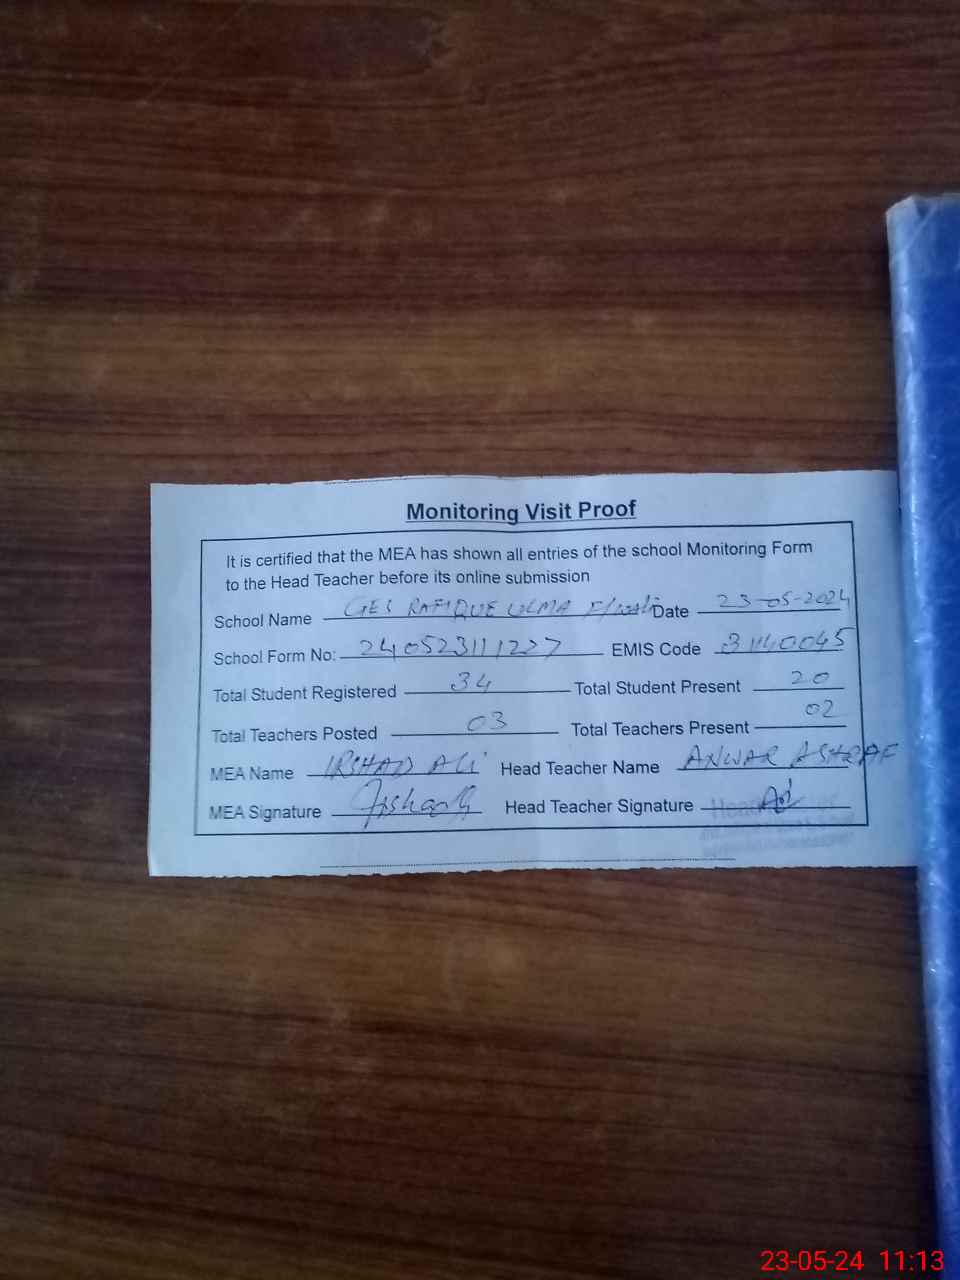 Monitoring Visit Proof
It is certified that the MEA has shown all entries of the school Monitoring Form
to the Head Teacher before its online submission
School Name GES RAFIQUE ULMA Date 23-05-2024
School Form No: 240523111227 EMIS Code 31140045
Total Student Registered 34 Total Student Present 20
Total Teachers Posted 03 Total Teachers Present 02
MEA Name IRSHAD ALI Head Teacher Name ANWAR ASHRAF
MEA Signature Head Teacher Signature
23-05-24 11:13